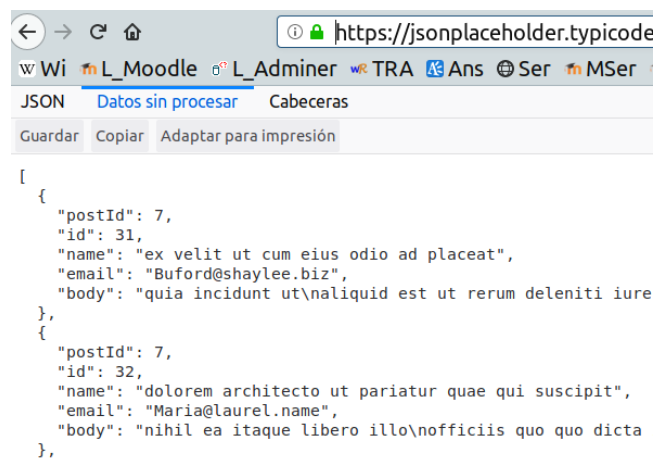 https://jsonplaceholder.typicode
W Wi L_Moodle L_Adminer wR TRA Ans Ser MSer
JSON Datos sin procesar Cabeceras
Guardar Copiar Adaptar para impresión
[
  {
    "postId": 7,
    "id": 31,
    "name": "ex velit ut cum eius odio ad placeat",
    "email": "Buford@shaylee.biz",
    "body": "quia incidunt ut\naliquid est ut rerum deleniti iure
  },
  {
    "postId": 7,
    "id": 32,
    "name": "dolorem architecto ut pariatur quae qui suscipit",
    "email": "Maria@laurel.name",
    "body": "nihil ea itaque libero illo\nofficiis quo quo dicta
  },